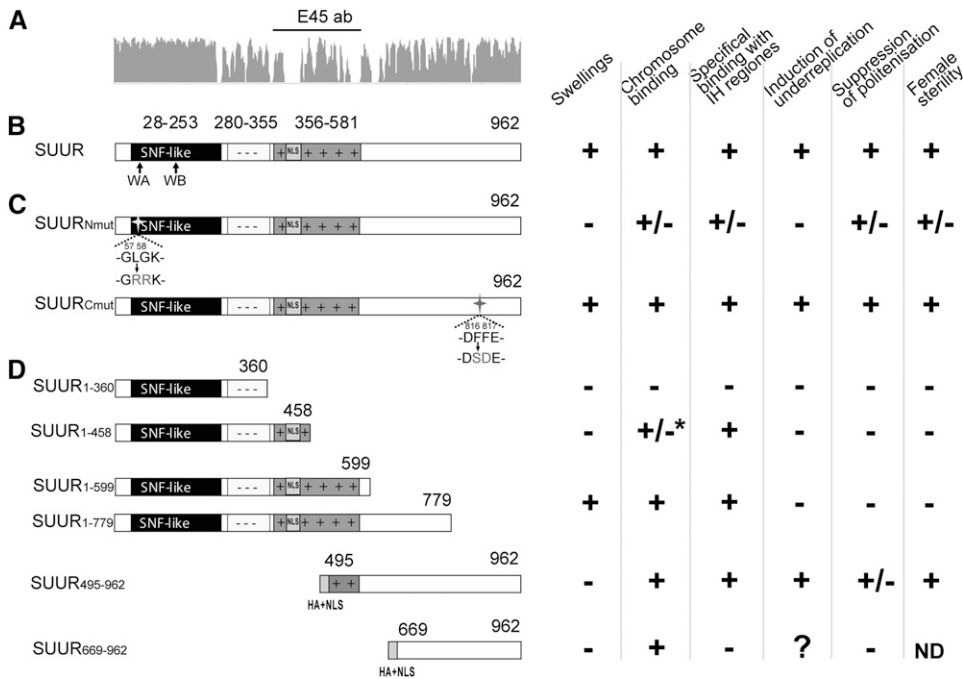 A
E45 ab
Swellings
Chromosome binding
Specifical binding with IH regiones
Induction of underreplication
Suppression of politenisation
Female sterility
B
28-253 280-355 356-581 962
SUUR SNF-like - - - + NLS + + + +
WA WB
+ + + + + +
C
962
SUURNmut SNF-like - - - + NLS + + + +
- +/- +/- - +/- +/-
57 58
-GLGK-
-GRRK-
962
SUURCmut SNF-like - - - + NLS + + + +
+ + + + + +
816 817
-DFFE-
-DSDE-
D
360
SUUR1-360 SNF-like - - -
- - - - - -
458
SUUR1-458 SNF-like - - - + NLS +
- +/-* + - - -
599
SUUR1-599 SNF-like - - - + NLS + + + +
779
SUUR1-779 SNF-like - - - + NLS + + + +
+ + + - - -
495 962
SUUR495-962 + +
HA+NLS
- + + + +/- +
669 962
SUUR669-962
HA+NLS
- + - ? - ND